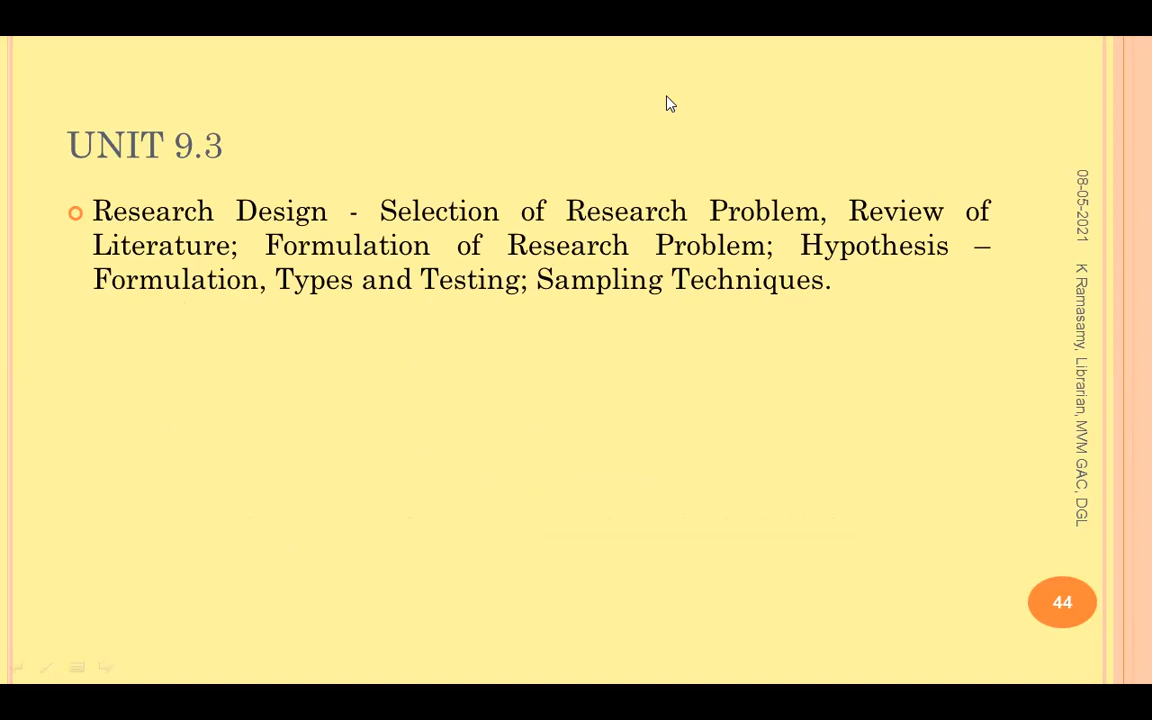 UNIT 9.3
Research Design - Selection of Research Problem, Review of
Literature; Formulation of Research Problem; Hypothesis –
Formulation, Types and Testing; Sampling Techniques.
08-05-2021 K Ramasamy, Librarian, MVM GAC, DGL
44